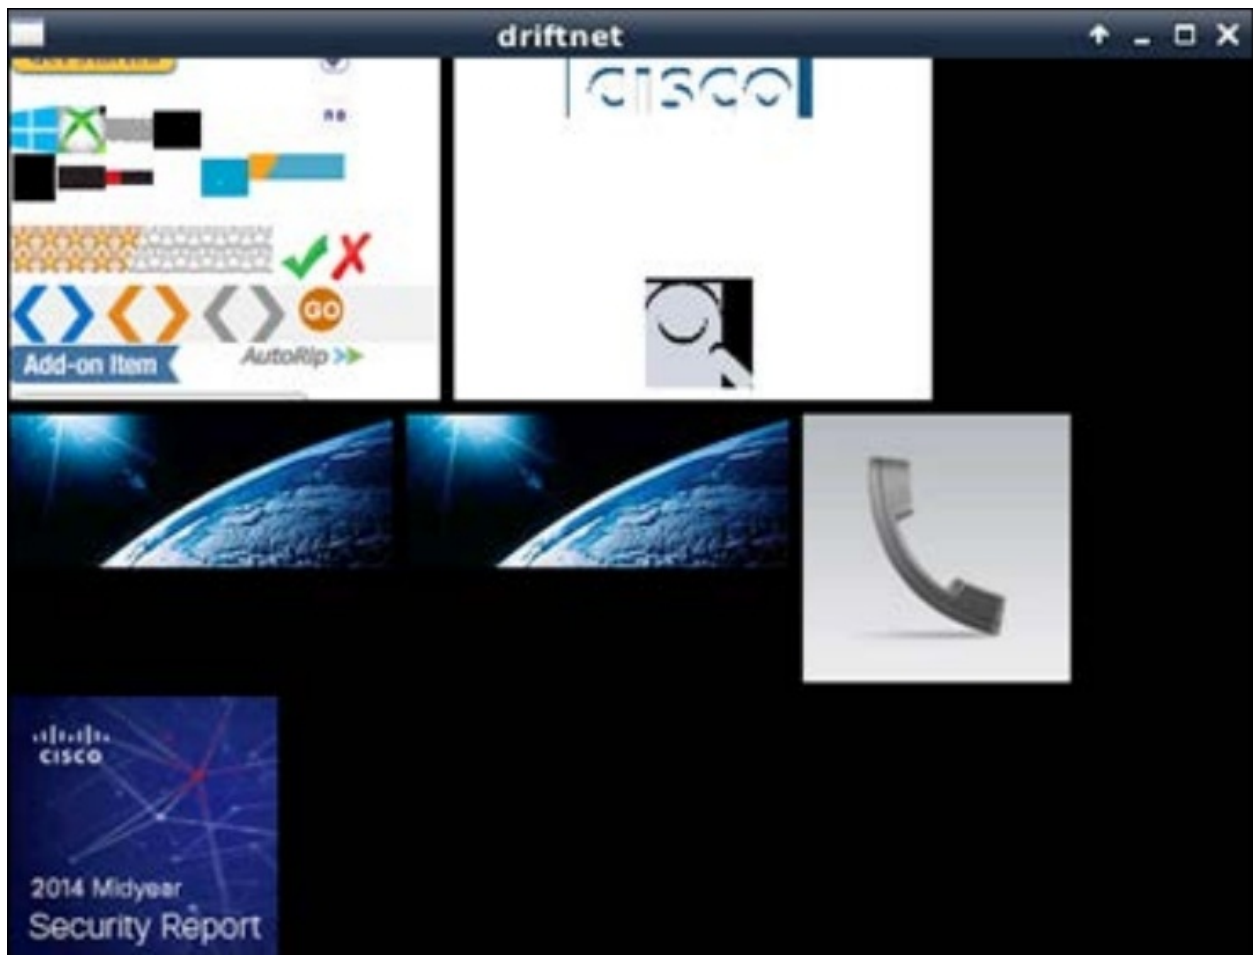 driftnet
CISCO
GO
Add-on Item
AutoRip
CISCO
2014 Midyear
Security Report